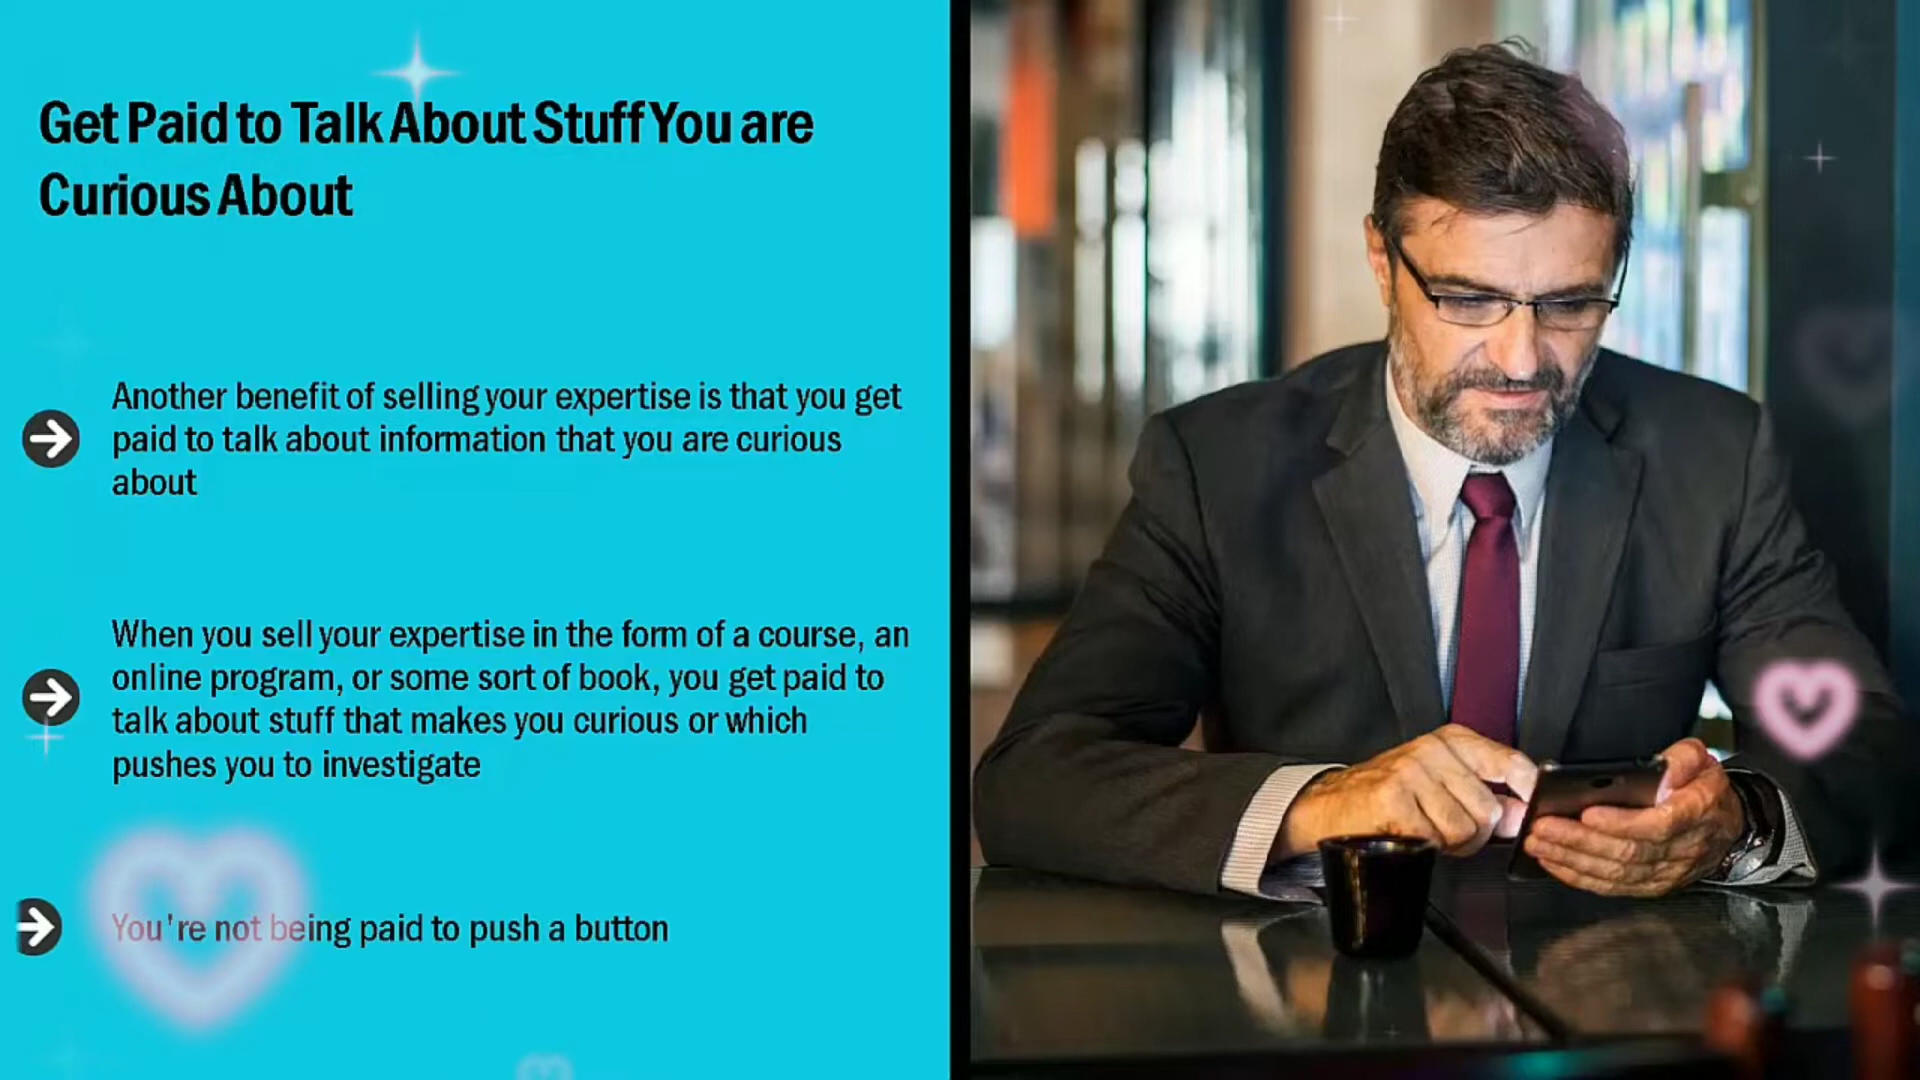 Get Paid to Talk About Stuff You are
Curious About
Another benefit of selling your expertise is that you get
paid to talk about information that you are curious
about
When you sell your expertise in the form of a course, an
online program, or some sort of book, you get paid to
talk about stuff that makes you curious or which
pushes you to investigate
You're not being paid to push a button